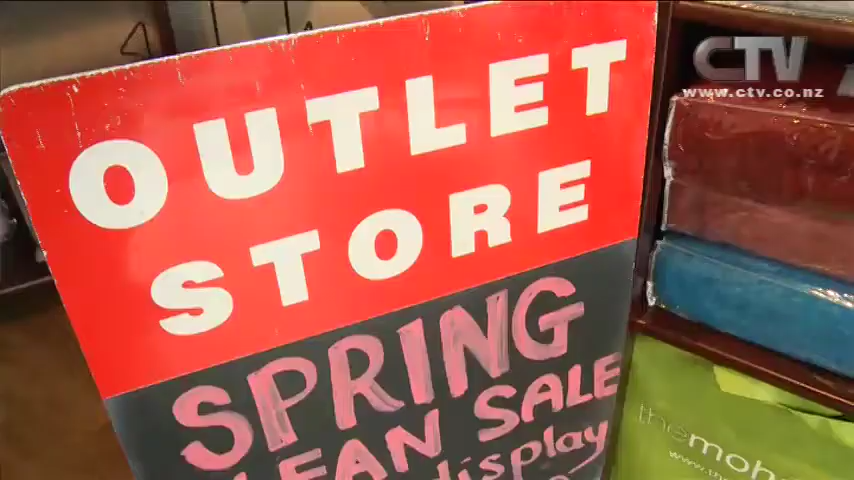 OUTLET
STORE
SPRING
SALE
display
CTV
www.ctv.co.nz